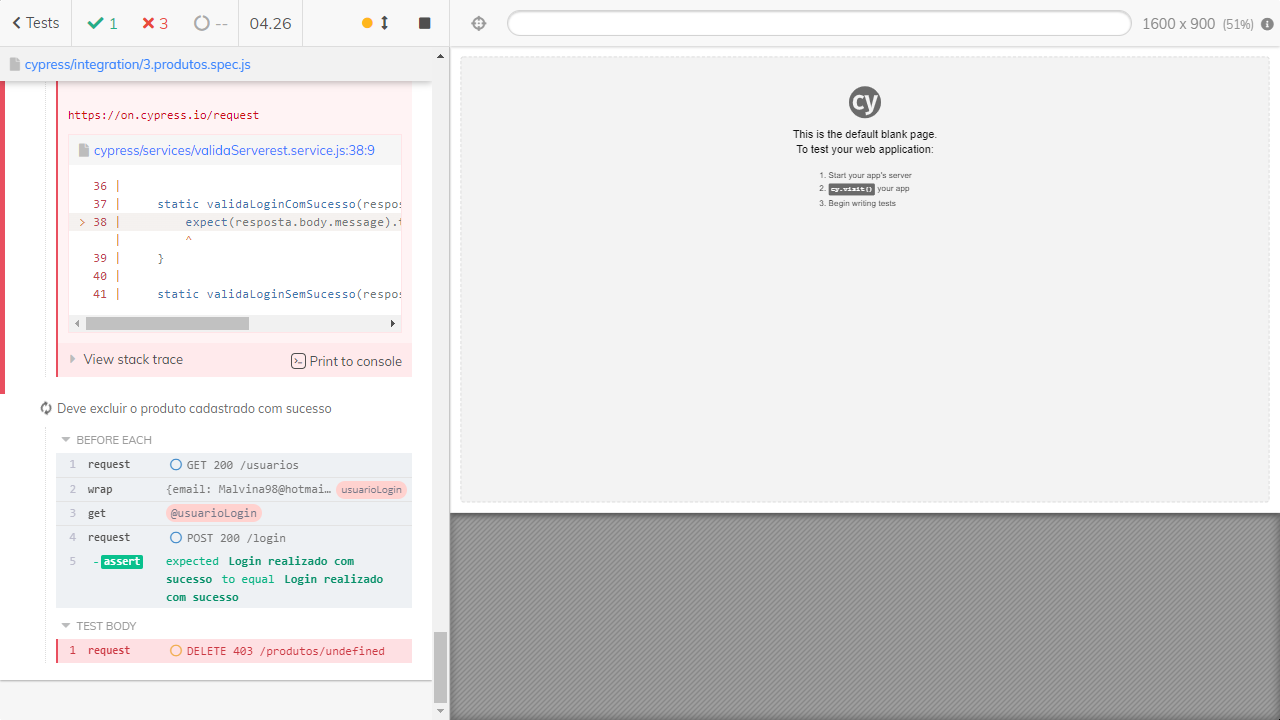 Tests
1
3
--
04.26
1600 x 900 (51%)
cypress/integration/3.produtos.spec.js
https://on.cypress.io/request
cypress/services/validaServerest.service.js:38:9
36 |
37 | static validaLoginComSucesso(respos
> 38 | expect(resposta.body.message).t
| ^
39 | }
40 |
41 | static validaLoginSemSucesso(respos
View stack trace
Print to console
Deve excluir o produto cadastrado com sucesso
BEFORE EACH
1 request GET 200 /usuarios
2 wrap {email: Malvina98@hotmai… usuarioLogin
3 get @usuarioLogin
4 request POST 200 /login
5 -assert expected Login realizado com
sucesso to equal Login realizado
com sucesso
TEST BODY
1 request DELETE 403 /produtos/undefined
cy
This is the default blank page.
To test your web application:
1. Start your app's server
2. cy.visit() your app
3. Begin writing tests